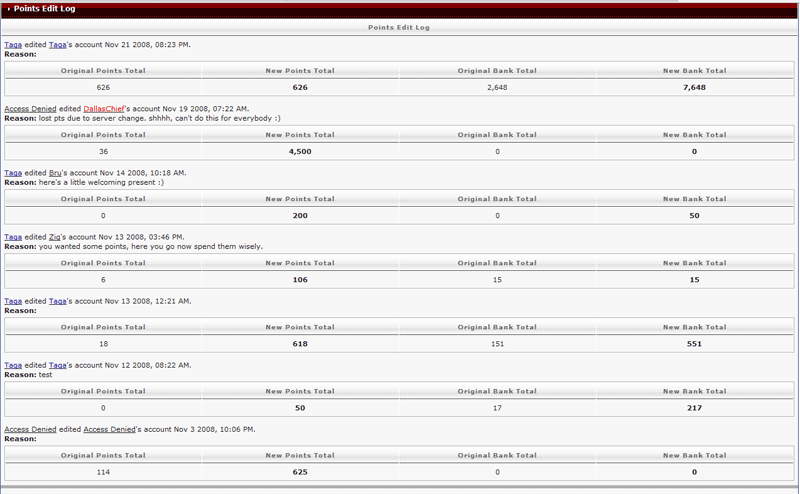 Points Edit Log
Points Edit Log
Taga edited Taga's account Nov 21 2008, 08:23 PM.
Reason:
Original Points Total New Points Total Original Bank Total New Bank Total
626 626 2,648 7,648
Access Denied edited DallasChief's account Nov 19 2008, 07:22 AM.
Reason: lost pts due to server change. shhhh, can't do this for everybody :)
Original Points Total New Points Total Original Bank Total New Bank Total
36 4,500 0 0
Taga edited Bru's account Nov 14 2008, 10:18 AM.
Reason: here's a little welcoming present :)
Original Points Total New Points Total Original Bank Total New Bank Total
0 200 0 50
Taga edited Zig's account Nov 13 2008, 03:46 PM.
Reason: you wanted some points, here you go now spend them wisely.
Original Points Total New Points Total Original Bank Total New Bank Total
6 106 15 15
Taga edited Taga's account Nov 13 2008, 12:21 AM.
Reason:
Original Points Total New Points Total Original Bank Total New Bank Total
18 618 151 551
Taga edited Taga's account Nov 12 2008, 08:22 AM.
Reason: test
Original Points Total New Points Total Original Bank Total New Bank Total
0 50 17 217
Access Denied edited Access Denied's account Nov 3 2008, 10:06 PM.
Reason:
Original Points Total New Points Total Original Bank Total New Bank Total
114 625 0 0